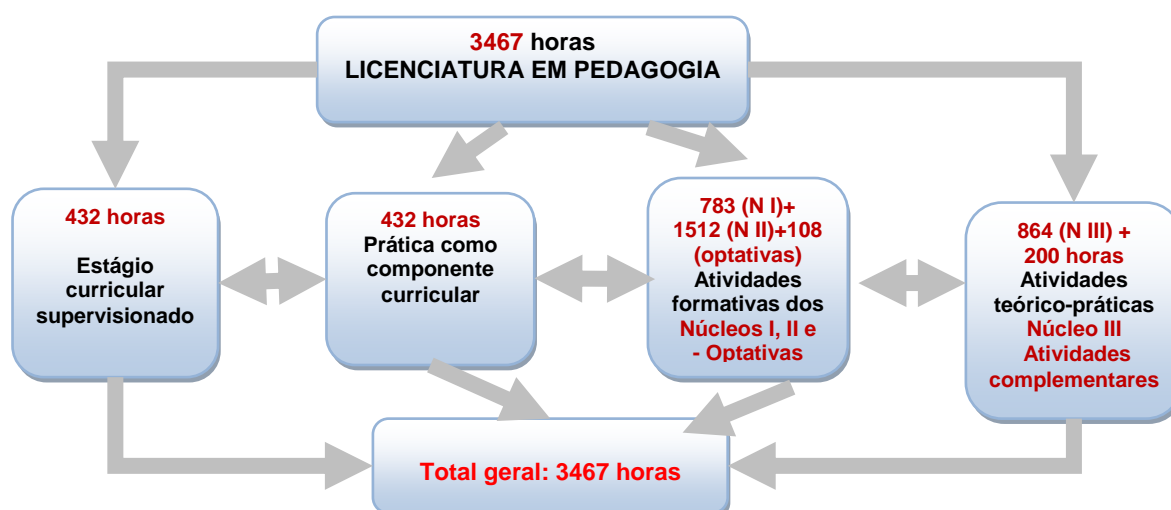 3467 horas
LICENCIATURA EM PEDAGOGIA
432 horas
Estágio
curricular
supervisionado
432 horas
Prática como
componente
curricular
783 (N I)+
1512 (N II)+108
(optativas)
Atividades
formativas dos
Núcleos I, II e
- Optativas
864 (N III) +
200 horas
Atividades
teórico-práticas
Núcleo III
Atividades
complementares
Total geral: 3467 horas